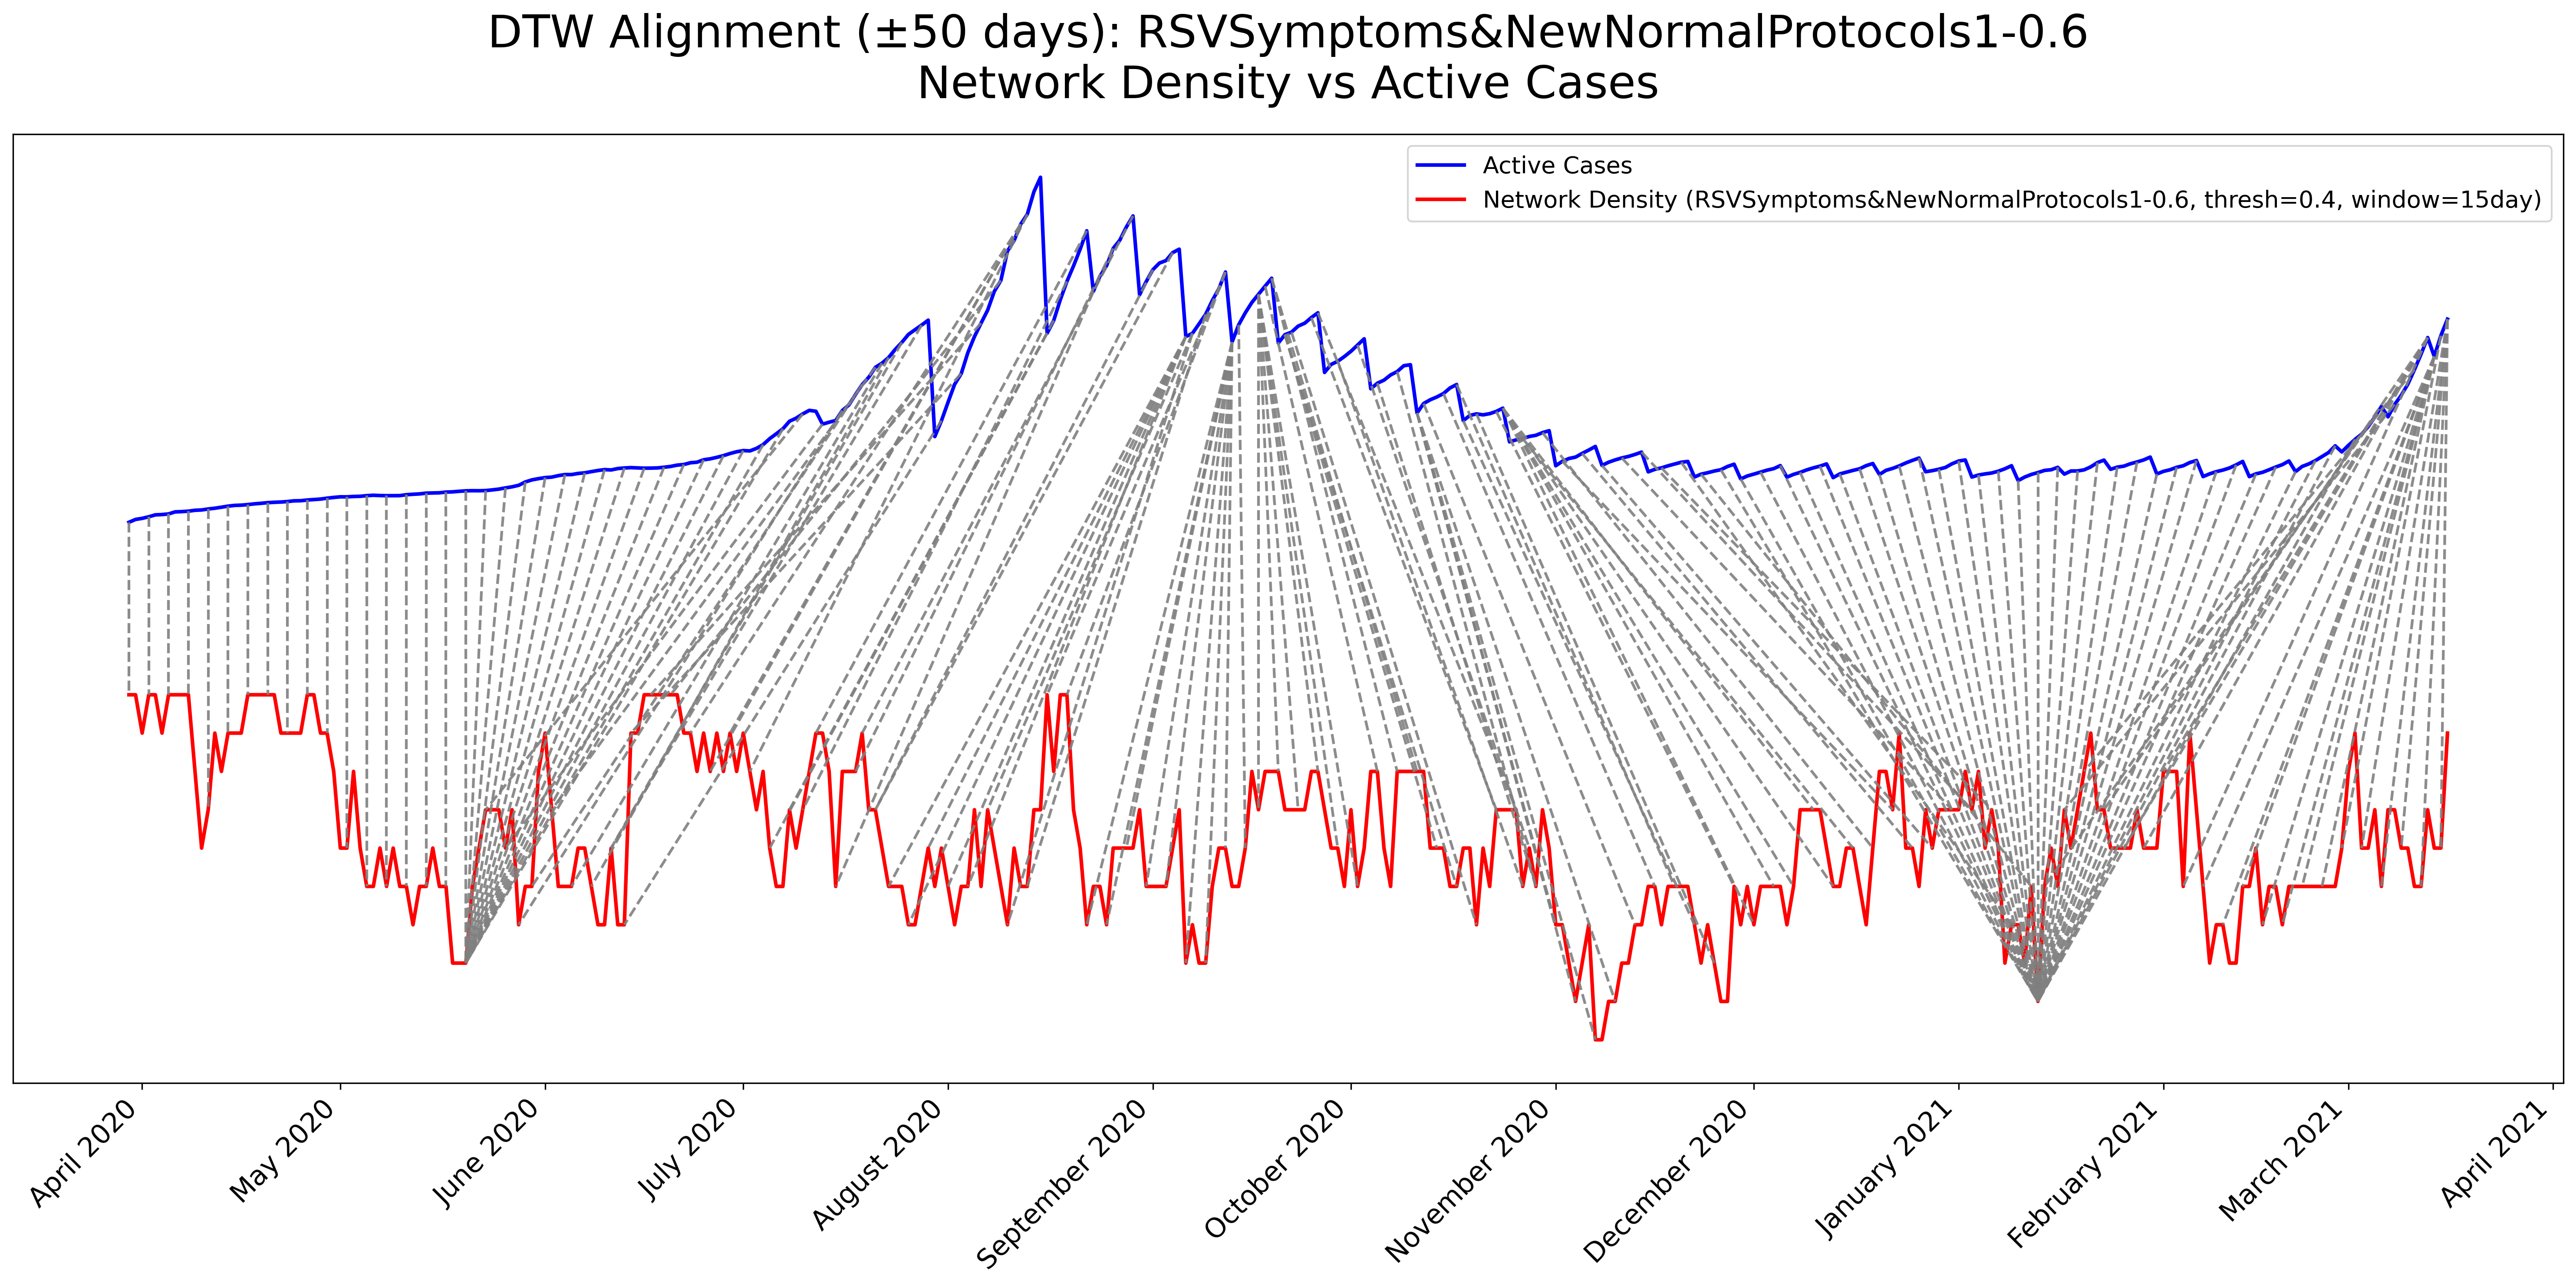 DTW Alignment (±50 days): RSVSymptoms&NewNormalProtocols1-0.6
Network Density vs Active Cases
Active Cases
Network Density (RSVSymptoms&NewNormalProtocols1-0.6, thresh=0.4, window=15day)
April 2020
May 2020
June 2020
July 2020
August 2020
September 2020
October 2020
November 2020
December 2020
January 2021
February 2021
March 2021
April 2021